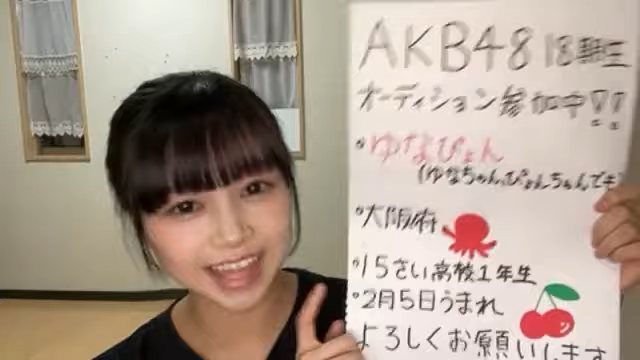 AKB48 18期生
オーディション参加中!!
・ゆなぴょん
(ゆなちゃん、ぴょんちゃんでも)
・大阪府
・15さい高校1年生
・2月5日うまれ
よろしくお願いします